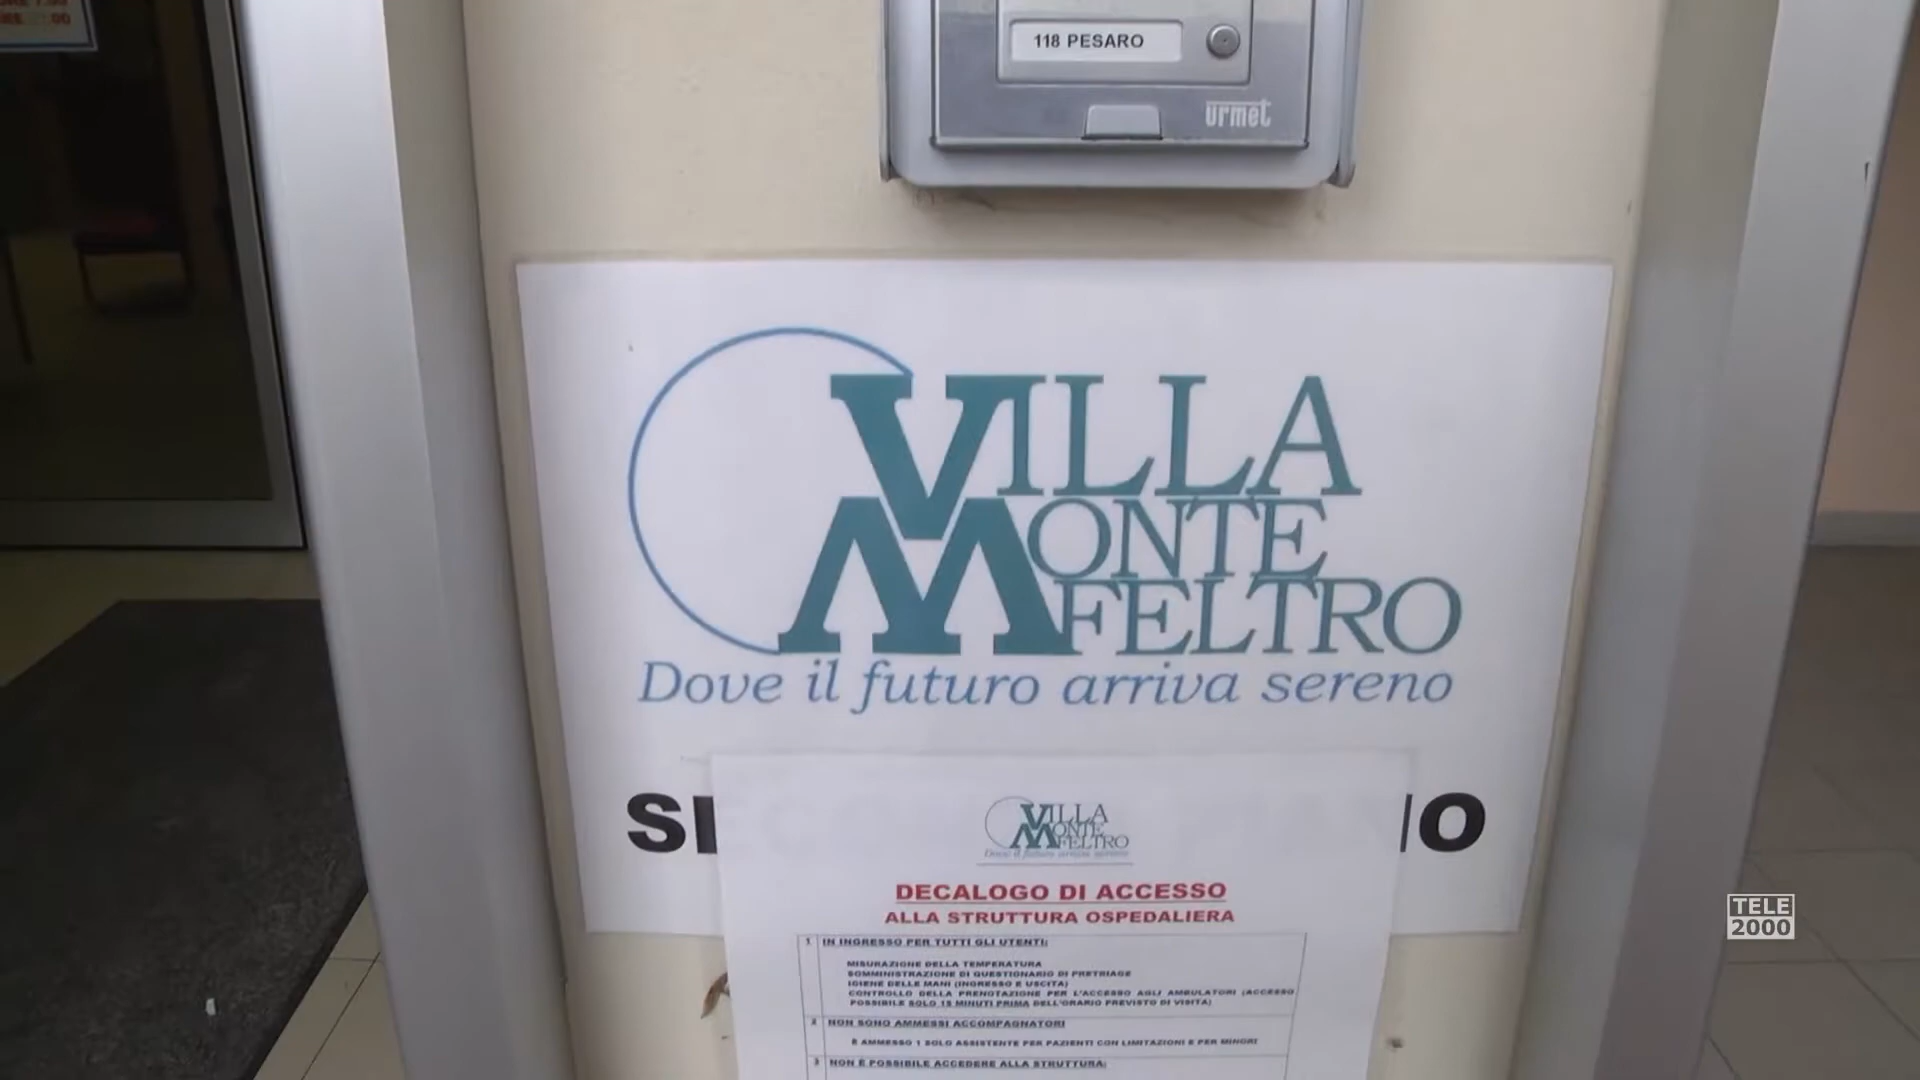 118 PESARO
urmet
VILLA
MONTE
FELTRO
Dove il futuro arriva sereno
VILLA
MONTE
FELTRO
Dove il futuro arriva sereno
DECALOGO DI ACCESSO
ALLA STRUTTURA OSPEDALIERA
1 IN INGRESSO PER TUTTI GLI UTENTI:
MISURAZIONE DELLA TEMPERATURA
SOMMINISTRAZIONE DI QUESTIONARIO DI PRETRIAGE
IGIENE DELLE MANI (INGRESSO E USCITA)
CONTROLLO DELLA PRENOTAZIONE PER L'ACCESSO AGLI AMBULATORI (ACCESSO
POSSIBILE SOLO 15 MINUTI PRIMA DELL'ORARIO PREVISTO DI VISITA)
2 NON SONO AMMESSI ACCOMPAGNATORI
È AMMESSO 1 SOLO ASSISTENTE PER PAZIENTI CON LIMITAZIONI E PER MINORI
3 NON È POSSIBILE ACCEDERE ALLA STRUTTURA:
TELE
2000